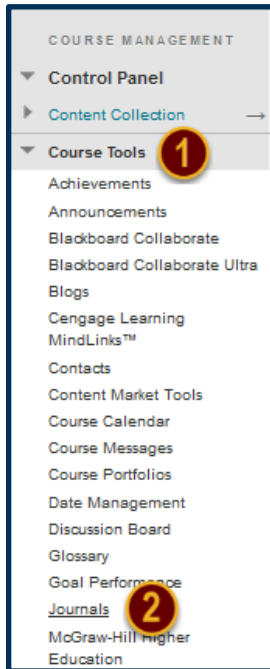 COURSE MANAGEMENT
Control Panel
Content Collection →
Course Tools 1
Achievements
Announcements
Blackboard Collaborate
Blackboard Collaborate Ultra
Blogs
Cengage Learning
MindLinks™
Contacts
Content Market Tools
Course Calendar
Course Messages
Course Portfolios
Date Management
Discussion Board
Glossary
Goal Performance
Journals 2
McGraw-Hill Higher
Education